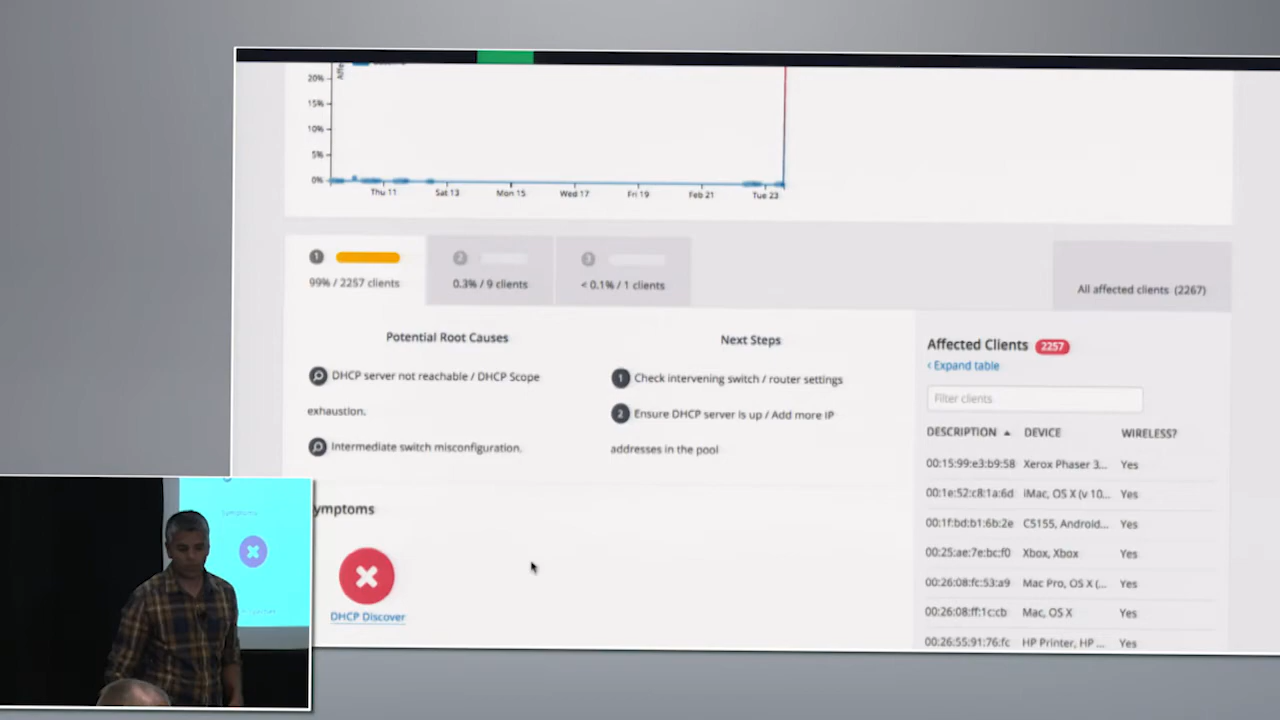 20%
15%
10%
5%
0%
Thu 11
Sat 13
Mon 15
Wed 17
Fri 19
Feb 21
Tue 23
1
99% / 2257 clients
2
0.3% / 9 clients
3
< 0.1% / 1 clients
All affected clients (2267)
Potential Root Causes
DHCP server not reachable / DHCP Scope
exhaustion.
Intermediate switch misconfiguration.
Next Steps
1 Check intervening switch / router settings
2 Ensure DHCP server is up / Add more IP
addresses in the pool
ymptoms
DHCP Discover
Affected Clients 2257
‹ Expand table
Filter clients
DESCRIPTION DEVICE WIRELESS?
00:15:99:e3:b9:58 Xerox Phaser 3... Yes
00:1e:52:c8:1a:6d iMac, OS X (v 10... Yes
00:1f:bd:b1:6b:2e C5155, Android... Yes
00:25:ae:7e:bc:f0 Xbox, Xbox Yes
00:26:08:fc:53:a9 Mac Pro, OS X (... Yes
00:26:08:ff:1c:cb Mac, OS X Yes
00:26:55:91:76:fc HP Printer, HP ... Yes
Symptoms